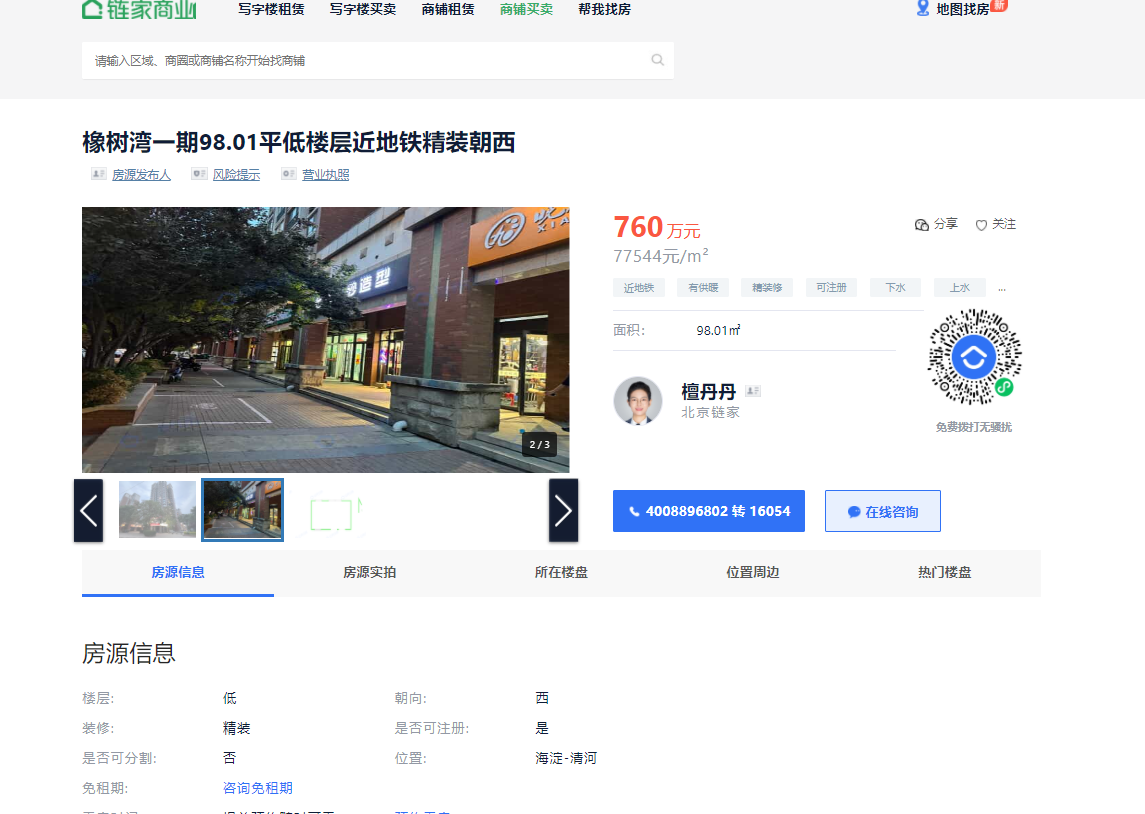 链家商业
写字楼租赁 写字楼买卖 商铺租赁 商铺买卖 帮我找房 地图找房 新
请输入区域、商圈或商铺名称开始找商铺
橡树湾一期98.01平低楼层近地铁精装朝西
房源发布人 风险提示 营业执照
造型
XIA
2/3
760万元
分享 关注
77544元/m²
近地铁 有供暖 精装修 可注册 下水 上水 ...
面积: 98.01㎡
檀丹丹
北京链家
免费拨打无骚扰
4008896802 转 16054 在线咨询
房源信息 房源实拍 所在楼盘 位置周边 热门楼盘
房源信息
楼层: 低 朝向: 西
装修: 精装 是否可注册: 是
是否可分割: 否 位置: 海淀-清河
免租期: 咨询免租期